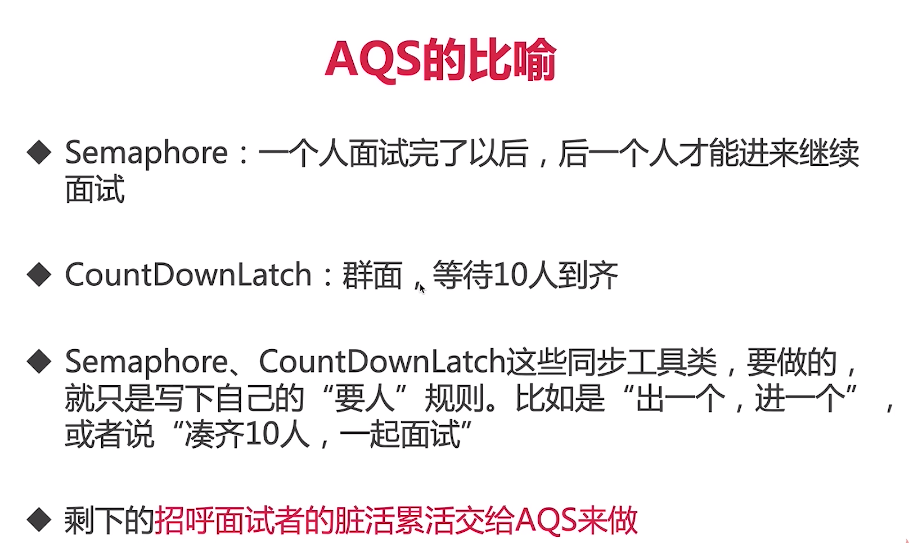 AQS的比喻
Semaphore：一个人面试完了以后，后一个人才能进来继续
面试
CountDownLatch：群面，等待10人到齐
Semaphore、CountDownLatch这些同步工具类，要做的，
就只是写下自己的“要人”规则。比如是“出一个，进一个”，
或者说“凑齐10人，一起面试”
剩下的招呼面试者的脏活累活交给AQS来做